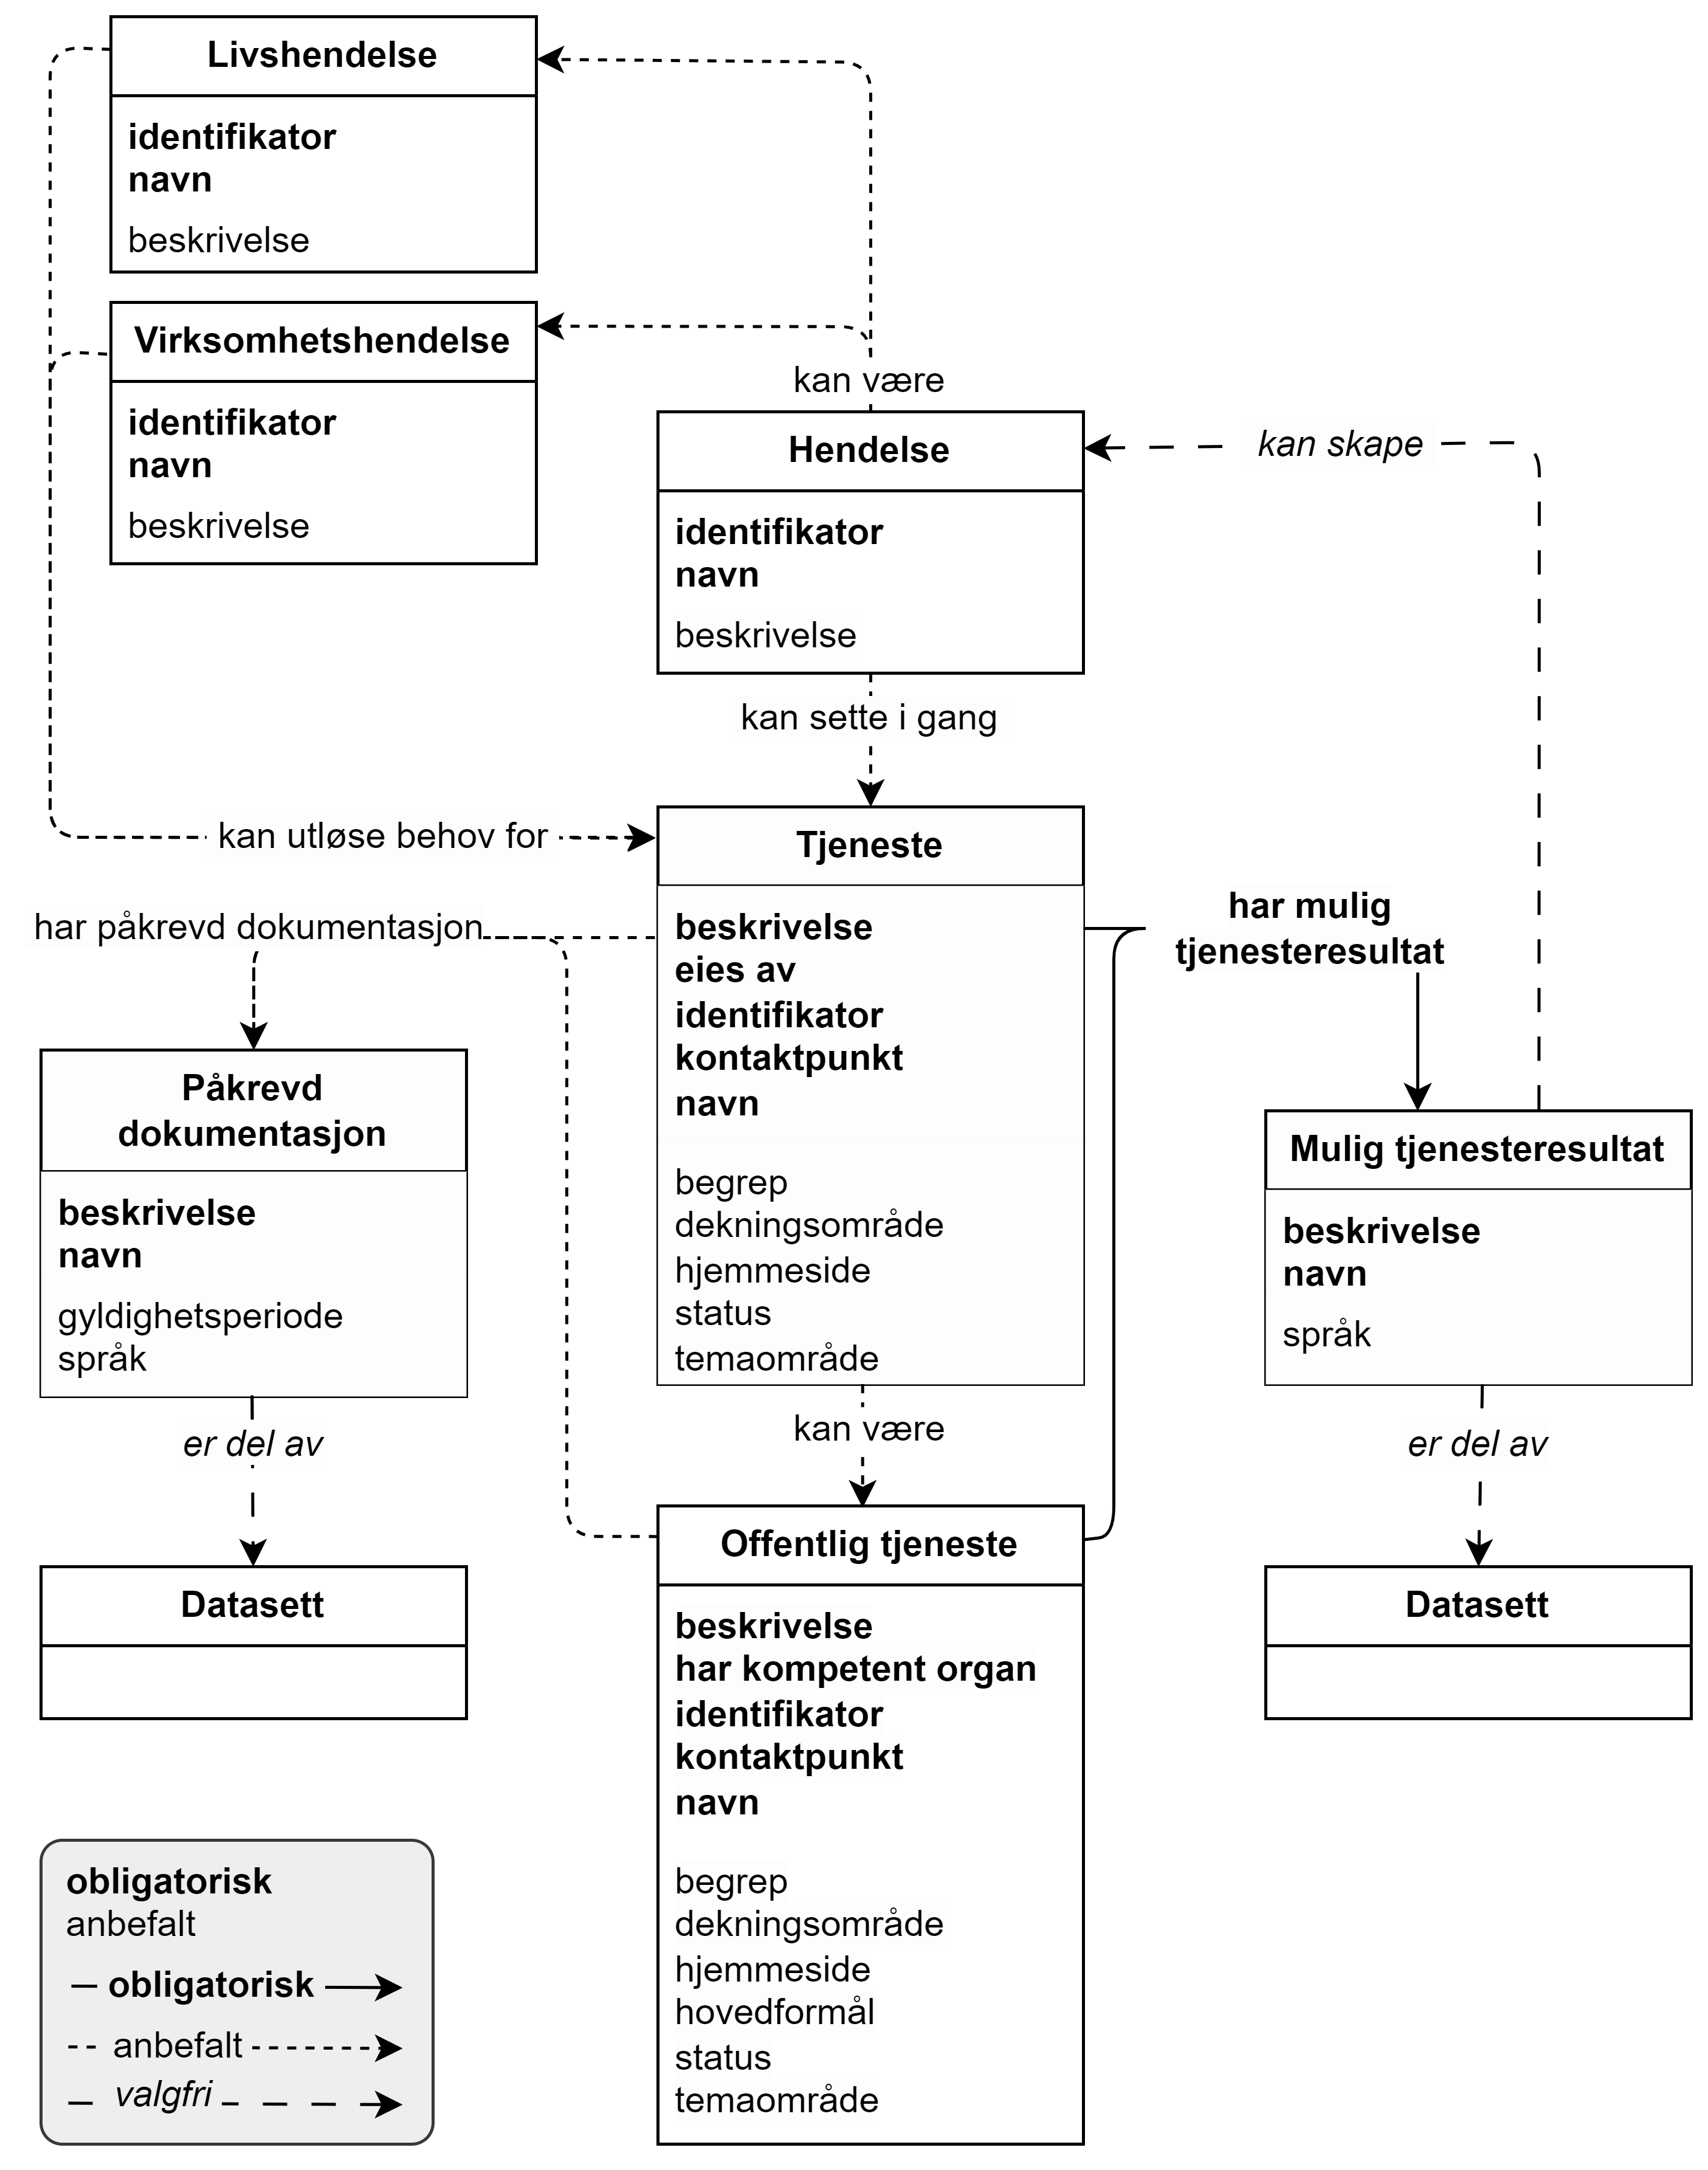 Livshendelse
identifikator
navn
beskrivelse
Virksomhetshendelse
identifikator
navn
beskrivelse
kan være
Hendelse
identifikator
navn
beskrivelse
kan skape
kan sette i gang
kan utløse behov for
Tjeneste
beskrivelse
eies av
identifikator
kontaktpunkt
navn
begrep
dekningsområde
hjemmeside
status
temaområde
har påkrevd dokumentasjon
har mulig
tjenesteresultat
Påkrevd
dokumentasjon
beskrivelse
navn
gyldighetsperiode
språk
er del av
Datasett
Mulig tjenesteresultat
beskrivelse
navn
språk
er del av
Datasett
kan være
Offentlig tjeneste
beskrivelse
har kompetent organ
identifikator
kontaktpunkt
navn
begrep
dekningsområde
hjemmeside
hovedformål
status
temaområde
obligatorisk
anbefalt
obligatorisk
anbefalt
valgfri